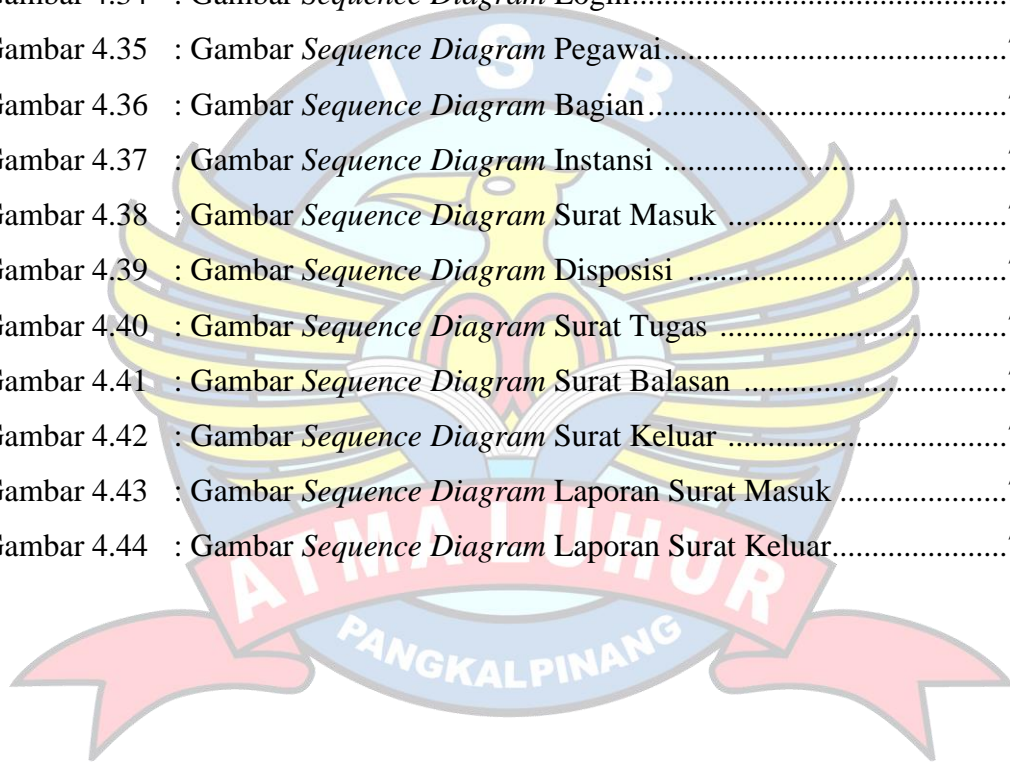 4.34 : Gambar Sequence Diagram Login
Gambar 4.35 : Gambar Sequence Diagram Pegawai
Gambar 4.36 : Gambar Sequence Diagram Bagian
Gambar 4.37 : Gambar Sequence Diagram Instansi
Gambar 4.38 : Gambar Sequence Diagram Surat Masuk
Gambar 4.39 : Gambar Sequence Diagram Disposisi
Gambar 4.40 : Gambar Sequence Diagram Surat Tugas
Gambar 4.41 : Gambar Sequence Diagram Surat Balasan
Gambar 4.42 : Gambar Sequence Diagram Surat Keluar
Gambar 4.43 : Gambar Sequence Diagram Laporan Surat Masuk
Gambar 4.44 : Gambar Sequence Diagram Laporan Surat Keluar
I S B
ATMA LUHUR
PANGKALPINANG